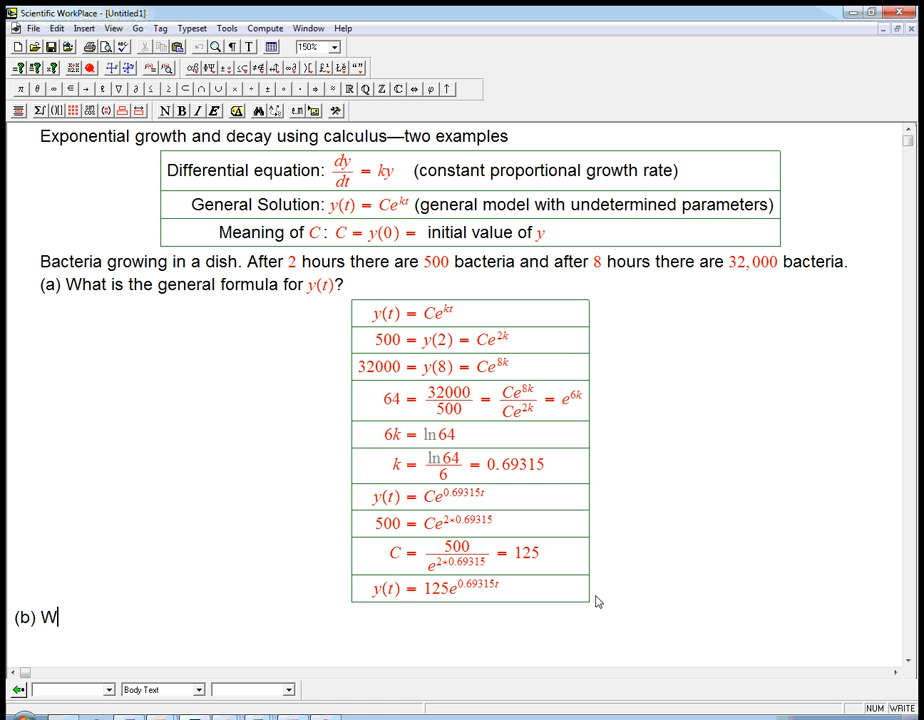 Scientific WorkPlace - [Untitled1]
File Edit Insert View Go Tag Typeset Tools Compute Window Help
150%
N B I E
Exponential growth and decay using calculus—two examples
Differential equation: dy/dt = ky (constant proportional growth rate)
General Solution: y(t) = Ce^{kt} (general model with undetermined parameters)
Meaning of C: C = y(0) = initial value of y
Bacteria growing in a dish. After 2 hours there are 500 bacteria and after 8 hours there are 32,000 bacteria.
(a) What is the general formula for y(t)?
y(t) = Ce^{kt}
500 = y(2) = Ce^{2k}
32000 = y(8) = Ce^{8k}
64 = 32000/500 = Ce^{8k}/Ce^{2k} = e^{6k}
6k = ln 64
k = ln 64/6 = 0.69315
y(t) = Ce^{0.69315t}
500 = Ce^{2*0.69315}
C = 500/e^{2*0.69315} = 125
y(t) = 125e^{0.69315t}
(b) W
Body Text
NUM WRITE